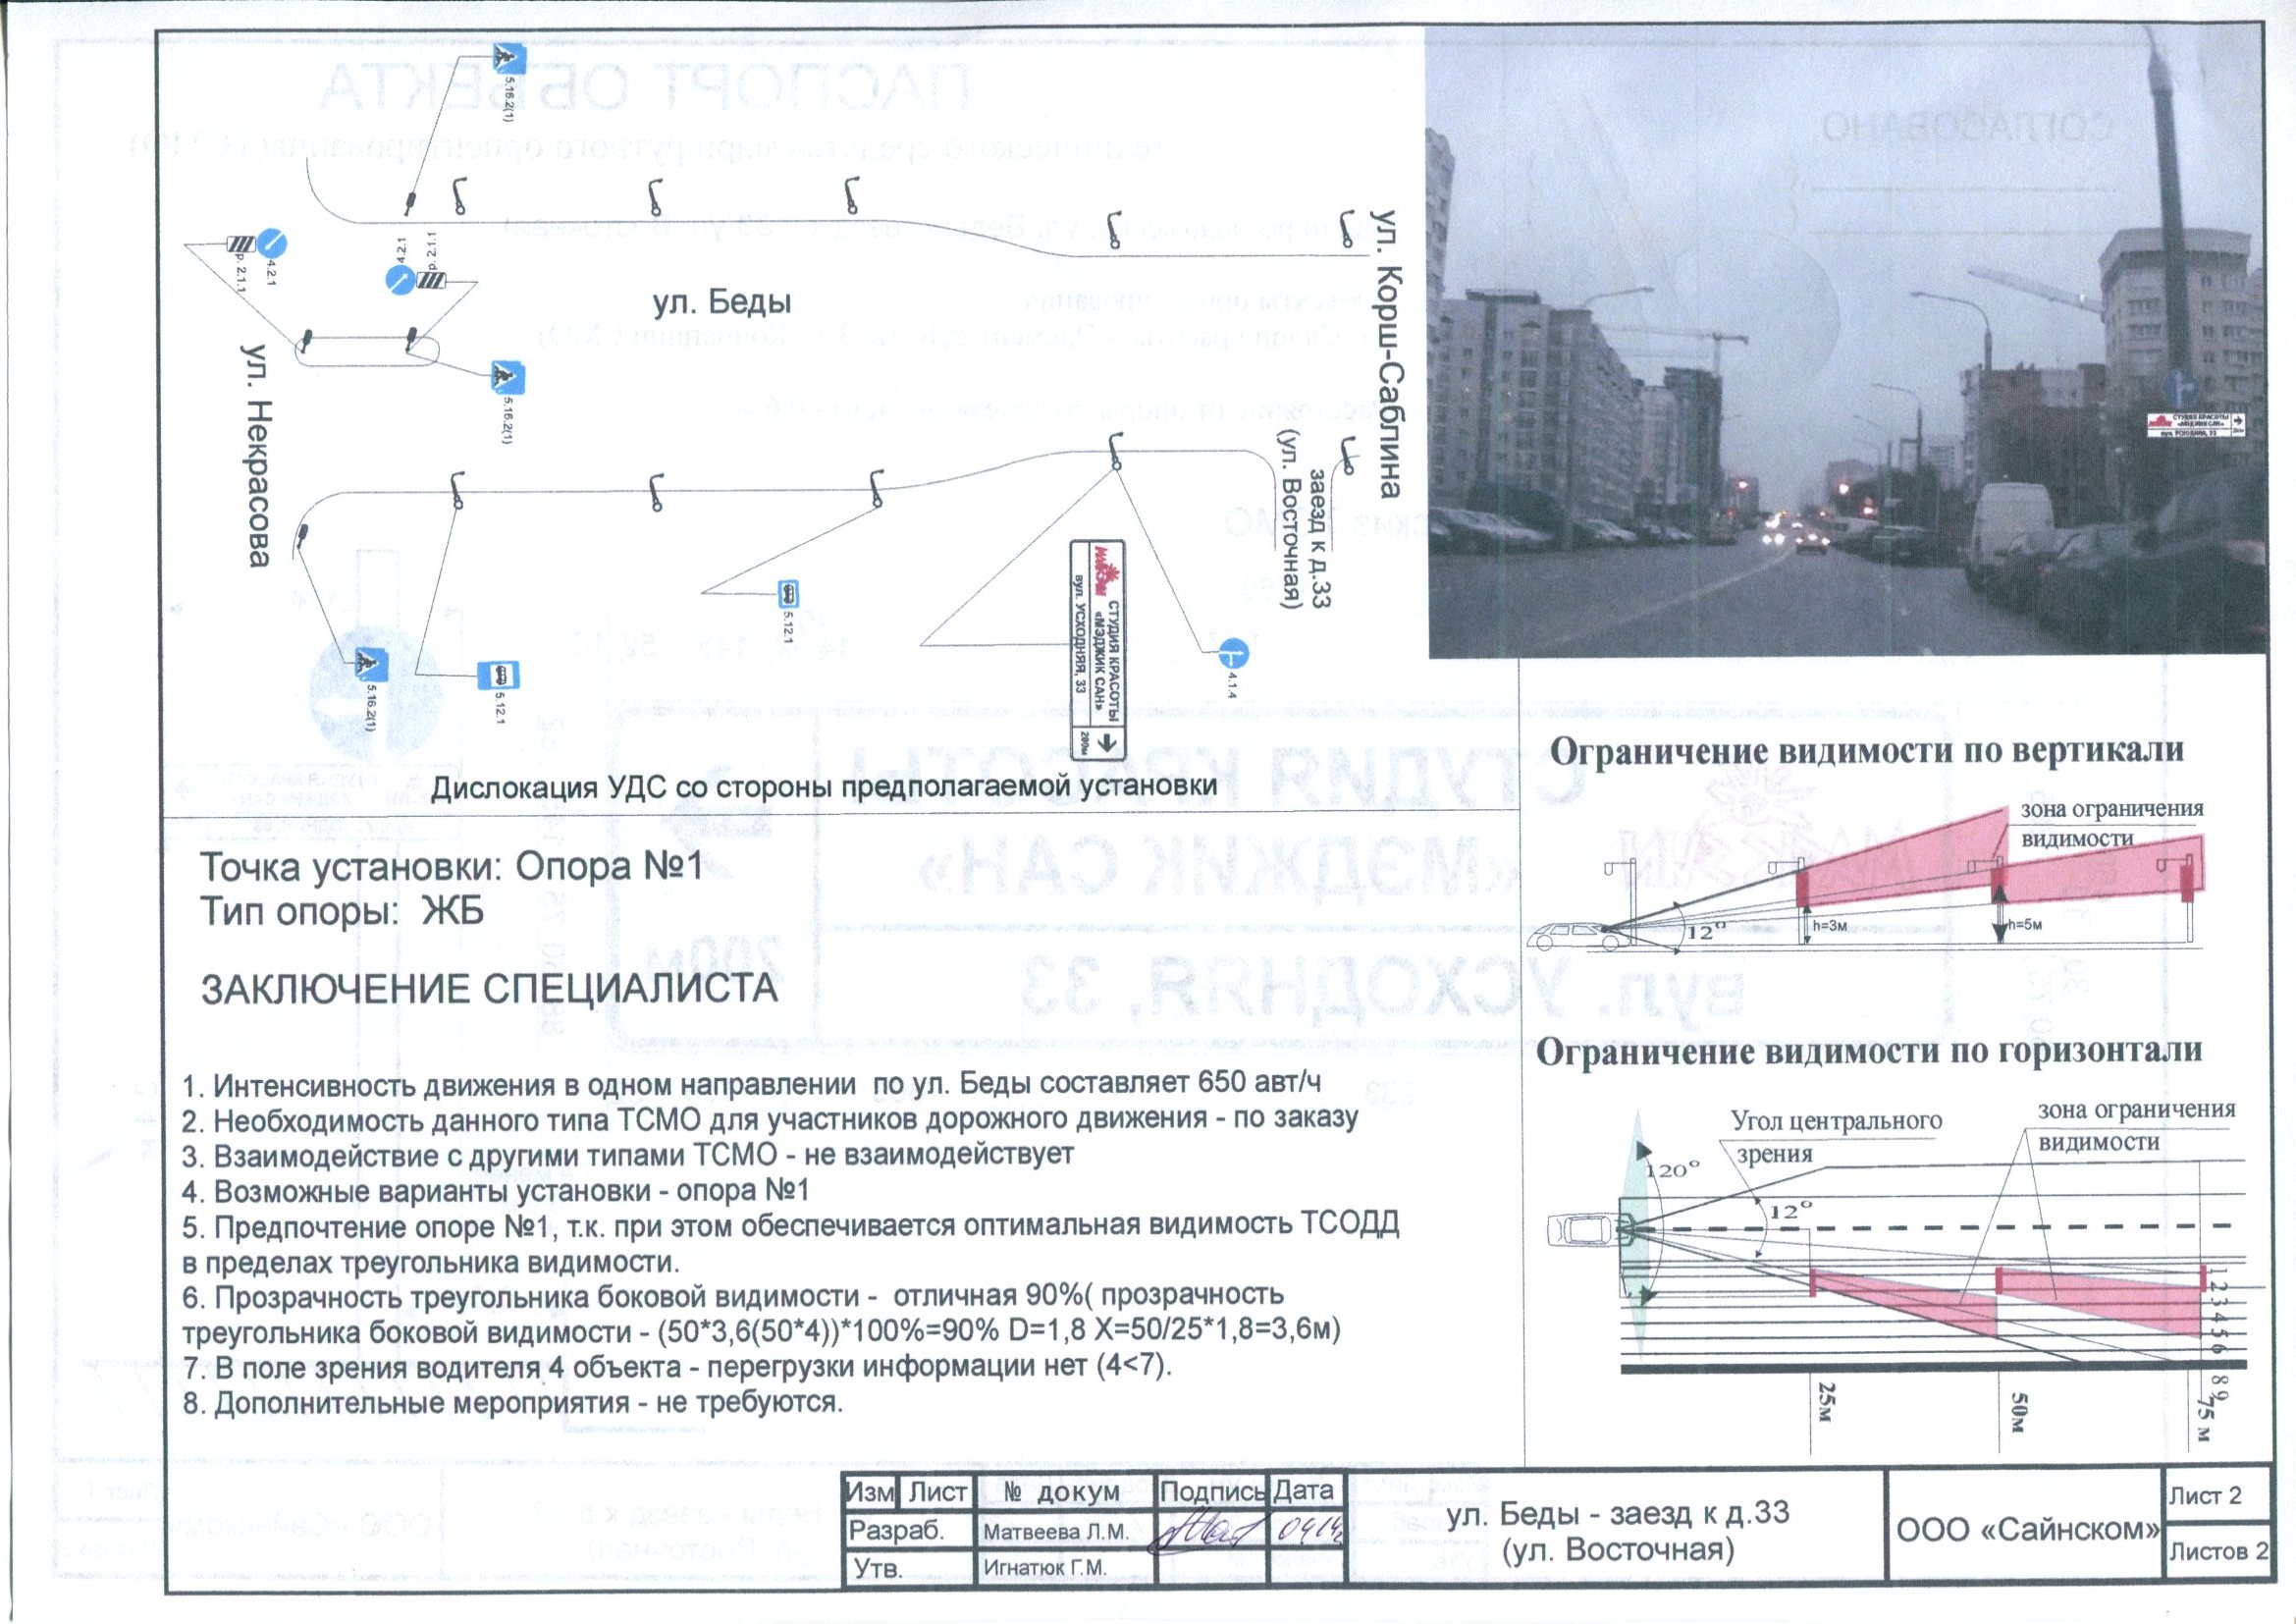 5.16.2(1)
ул. Корш-Саблина
4.2.1
р. 2.1.1
4.2.1
р. 2.1.1
ул. Беды
ул. Некрасова
5.16.2(1)
заезд к д.33
(ул. Восточная)
5.12.1
СТУДИЯ КРАСОТЫ
«МЭДЖИК САН»
вул. УСХОДНЯЯ, 33
200м
4.1.4
5.16.2(1)
5.12.1
Дислокация УДС со стороны предполагаемой установки
СТУДИЯ КРАСОТЫ
«МЭДЖИК САН»
вул. УСХОДНЯЯ, 33
Точка установки: Опора №1
Тип опоры: ЖБ
ЗАКЛЮЧЕНИЕ СПЕЦИАЛИСТА
1. Интенсивность движения в одном направлении по ул. Беды составляет 650 авт/ч
2. Необходимость данного типа ТСМО для участников дорожного движения - по заказу
3. Взаимодействие с другими типами ТСМО - не взаимодействует
4. Возможные варианты установки - опора №1
5. Предпочтение опоре №1, т.к. при этом обеспечивается оптимальная видимость ТСОДД
в пределах треугольника видимости.
6. Прозрачность треугольника боковой видимости - отличная 90%( прозрачность
треугольника боковой видимости - (50*3,6(50*4))*100%=90% D=1,8 X=50/25*1,8=3,6м)
7. В поле зрения водителя 4 объекта - перегрузки информации нет (4<7).
8. Дополнительные мероприятия - не требуются.
Ограничение видимости по вертикали
зона ограничения
видимости
12°
h=3м
h=5м
Ограничение видимости по горизонтали
Угол центрального
зрения
зона ограничения
видимости
120°
12°
1 2 3 4 5 6
8 9
25м
50м
75 м
Изм Лист № докум Подпись Дата
Разраб. Матвеева Л.М.
Утв. Игнатюк Г.М.
ул. Беды - заезд к д.33
(ул. Восточная)
ООО «Сайнском»
Лист 2
Листов 2